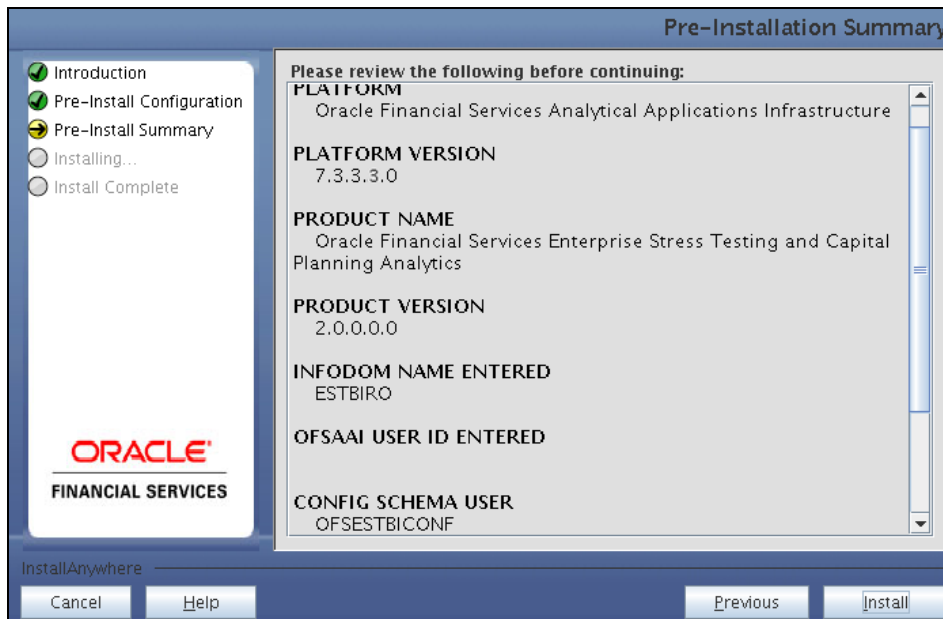 Pre-Installation Summary
Introduction
Pre-Install Configuration
Pre-Install Summary
Installing...
Install Complete
ORACLE
FINANCIAL SERVICES
Please review the following before continuing:
PLATFORM
Oracle Financial Services Analytical Applications Infrastructure
PLATFORM VERSION
7.3.3.3.0
PRODUCT NAME
Oracle Financial Services Enterprise Stress Testing and Capital
Planning Analytics
PRODUCT VERSION
2.0.0.0.0
INFODOM NAME ENTERED
ESTBIRO
OFSAAI USER ID ENTERED
CONFIG SCHEMA USER
OFSESTBICONF
InstallAnywhere
Cancel
Help
Previous
Install